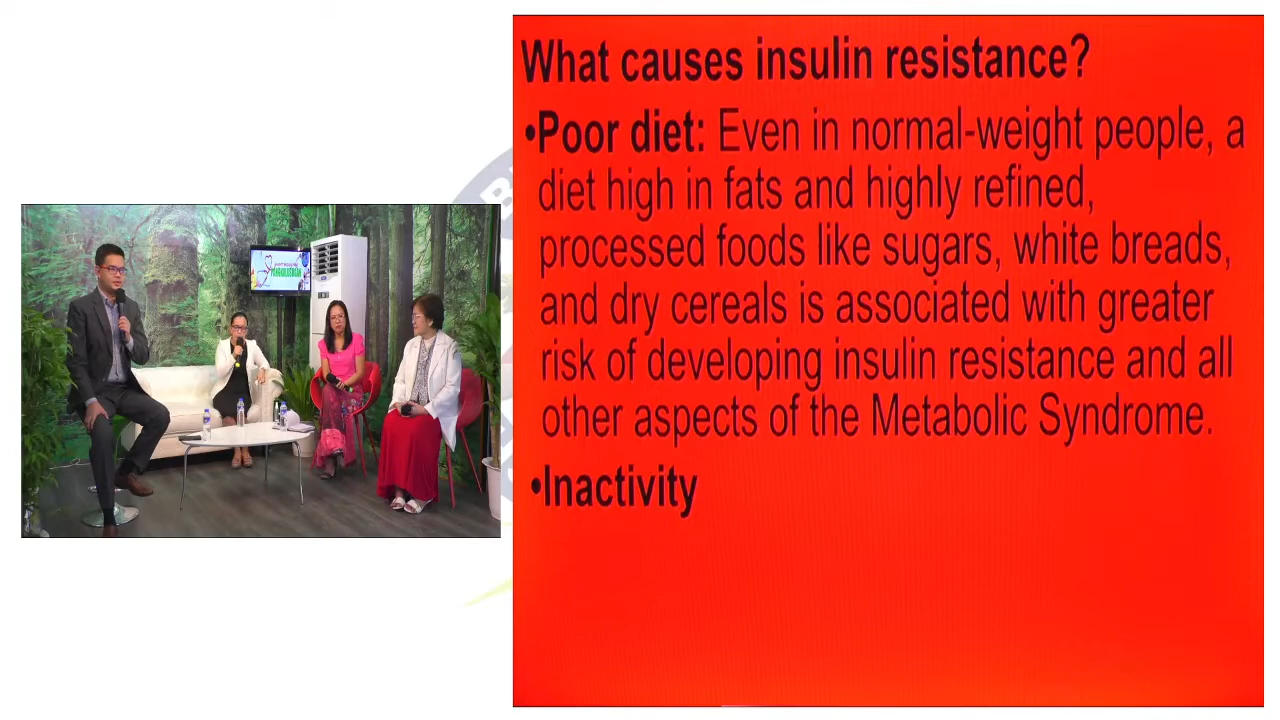 What causes insulin resistance?
•Poor diet: Even in normal-weight people, a
diet high in fats and highly refined,
processed foods like sugars, white breads,
and dry cereals is associated with greater
risk of developing insulin resistance and all
other aspects of the Metabolic Syndrome.
•Inactivity